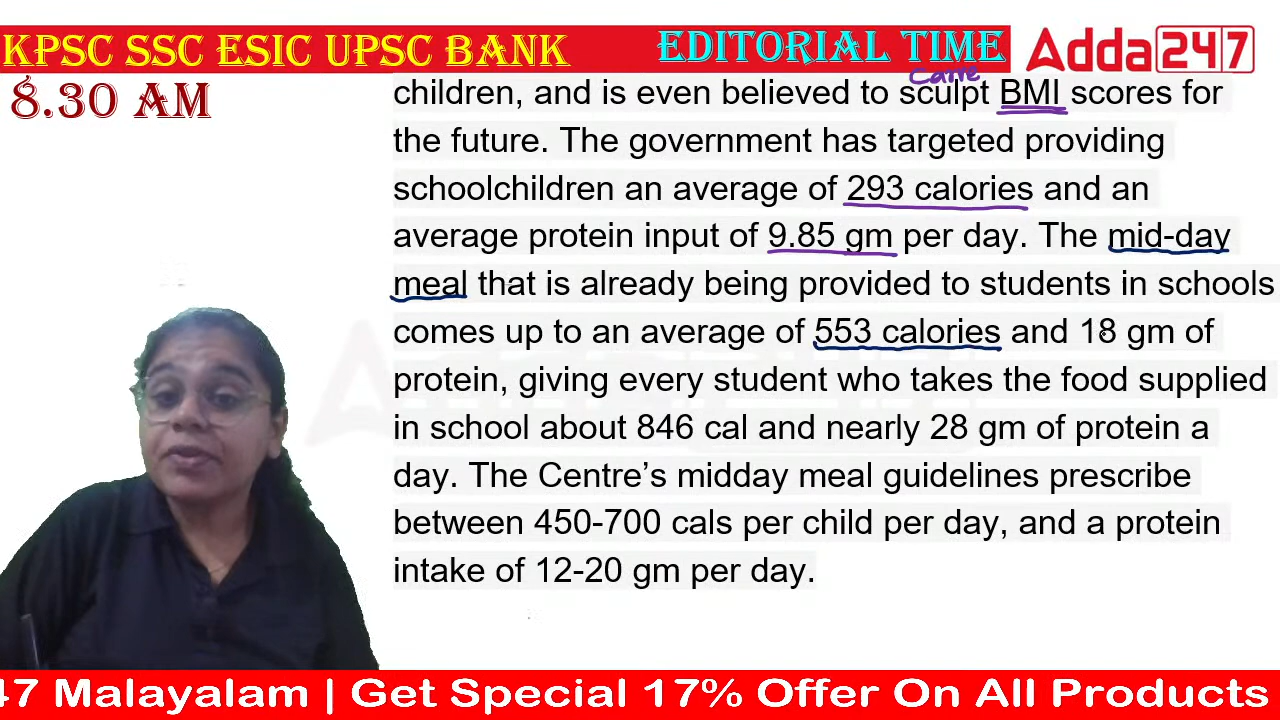 KPSC SSC ESIC UPSC BANK
EDITORIAL TIME
Adda247
8.30 AM
carve
children, and is even believed to sculpt BMI scores for
the future. The government has targeted providing
schoolchildren an average of 293 calories and an
average protein input of 9.85 gm per day. The mid-day
meal that is already being provided to students in schools
comes up to an average of 553 calories and 18 gm of
protein, giving every student who takes the food supplied
in school about 846 cal and nearly 28 gm of protein a
day. The Centre’s midday meal guidelines prescribe
between 450-700 cals per child per day, and a protein
intake of 12-20 gm per day.
47 Malayalam | Get Special 17% Offer On All Products